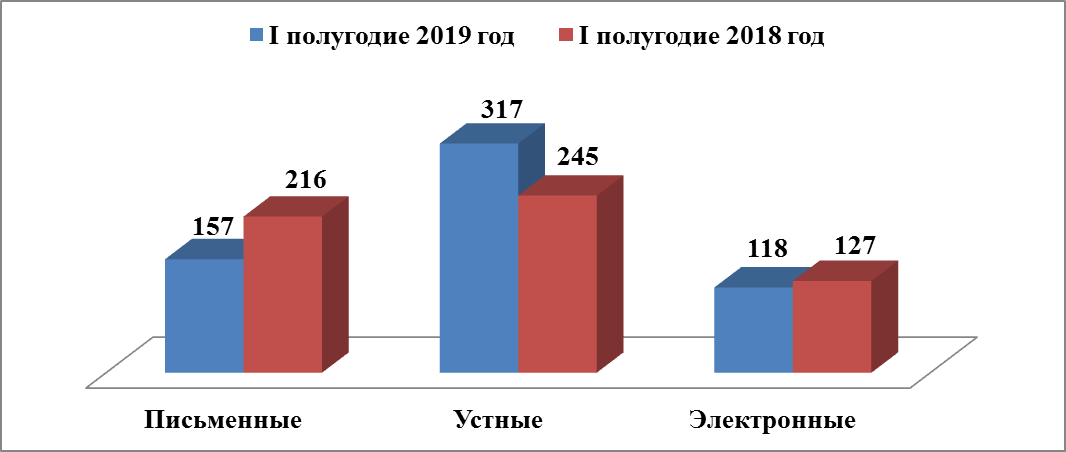 I полугодие 2019 год I полугодие 2018 год
317
245
216
157
118 127
Письменные Устные Электронные